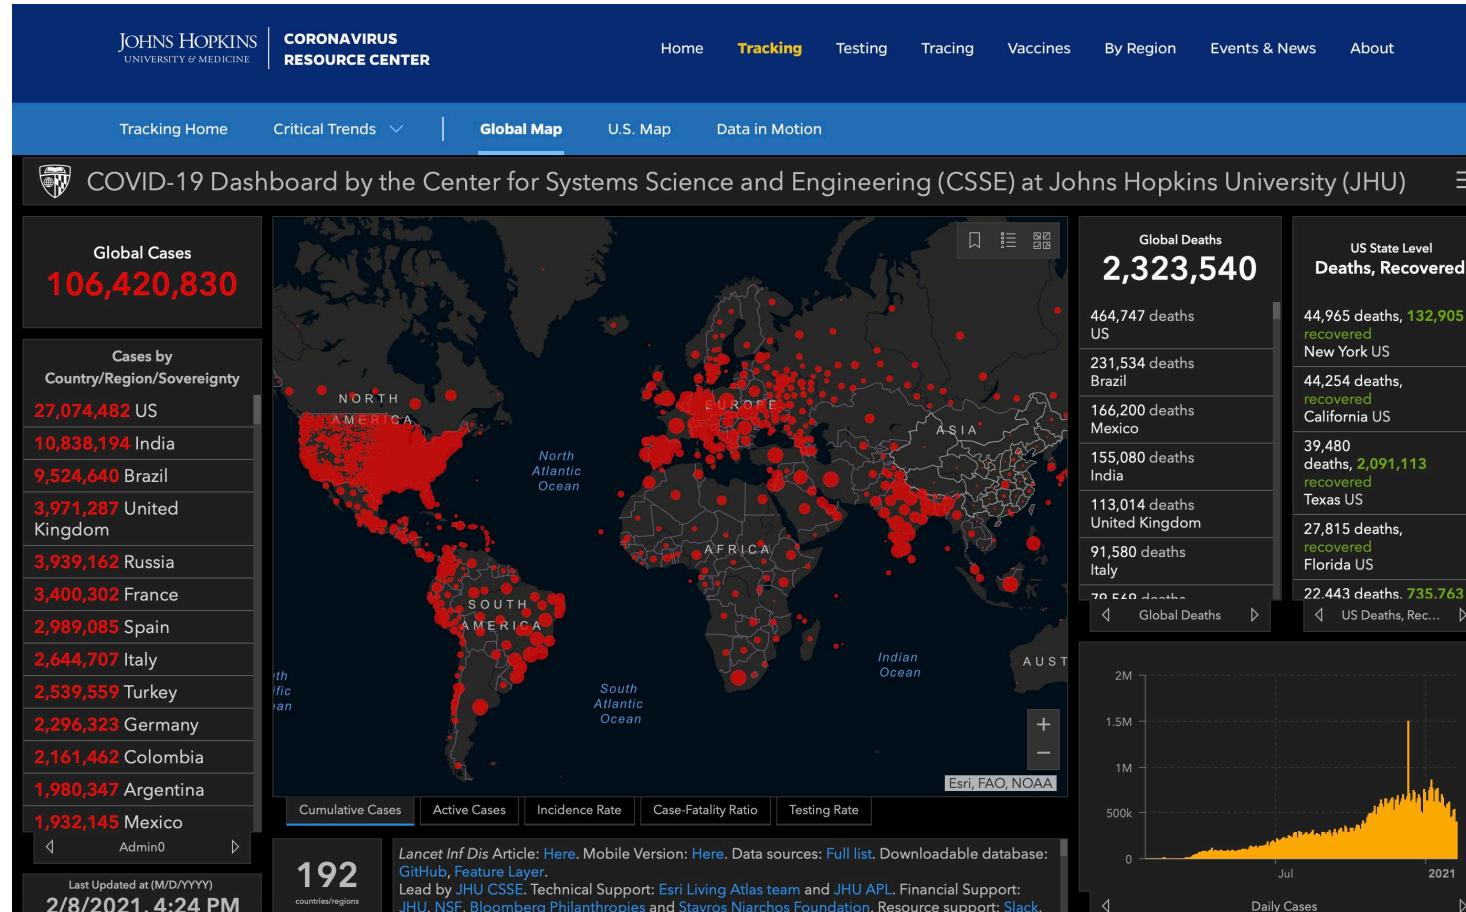 JOHNS HOPKINS
UNIVERSITY & MEDICINE
CORONAVIRUS
RESOURCE CENTER
Home
Tracking
Testing
Tracing
Vaccines
By Region
Events & News
About
Tracking Home
Critical Trends
Global Map
U.S. Map
Data in Motion
COVID-19 Dashboard by the Center for Systems Science and Engineering (CSSE) at Johns Hopkins University (JHU)
Global Cases
106,420,830
Cases by
Country/Region/Sovereignty
27,074,482 US
10,838,194 India
9,524,640 Brazil
3,971,287 United
Kingdom
3,939,162 Russia
3,400,302 France
2,989,085 Spain
2,644,707 Italy
2,539,559 Turkey
2,296,323 Germany
2,161,462 Colombia
1,980,347 Argentina
1,932,145 Mexico
Admin0
Last Updated at (M/D/YYYY)
2/8/2021, 4:24 PM
NORTH
AMERICA
North
Atlantic
Ocean
EUROPE
ASIA
AFRICA
SOUTH
AMERICA
th
ific
ean
South
Atlantic
Ocean
Indian
Ocean
AUST
+
−
Esri, FAO, NOAA
Cumulative Cases
Active Cases
Incidence Rate
Case-Fatality Ratio
Testing Rate
192
countries/regions
Lancet Inf Dis Article: Here. Mobile Version: Here. Data sources: Full list. Downloadable database:
GitHub, Feature Layer.
Lead by JHU CSSE. Technical Support: Esri Living Atlas team and JHU APL. Financial Support:
JHU, NSF, Bloomberg Philanthropies and Stavros Niarchos Foundation. Resource support: Slack,
Global Deaths
2,323,540
464,747 deaths
US
231,534 deaths
Brazil
166,200 deaths
Mexico
155,080 deaths
India
113,014 deaths
United Kingdom
91,580 deaths
Italy
79,569 deaths
Global Deaths
US State Level
Deaths, Recovered
44,965 deaths, 132,905
recovered
New York US
44,254 deaths,
recovered
California US
39,480
deaths, 2,091,113
recovered
Texas US
27,815 deaths,
recovered
Florida US
22,443 deaths, 735,763
US Deaths, Rec...
2M
1.5M
1M
500k
0
Jul
2021
Daily Cases